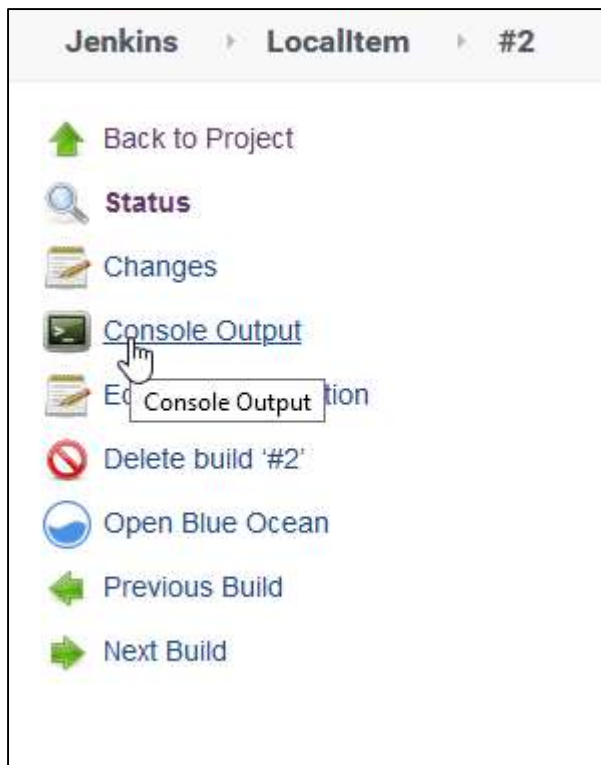 Jenkins LocalItem #2
Back to Project
Status
Changes
Console Output
Console Output
tion
Delete build '#2'
Open Blue Ocean
Previous Build
Next Build